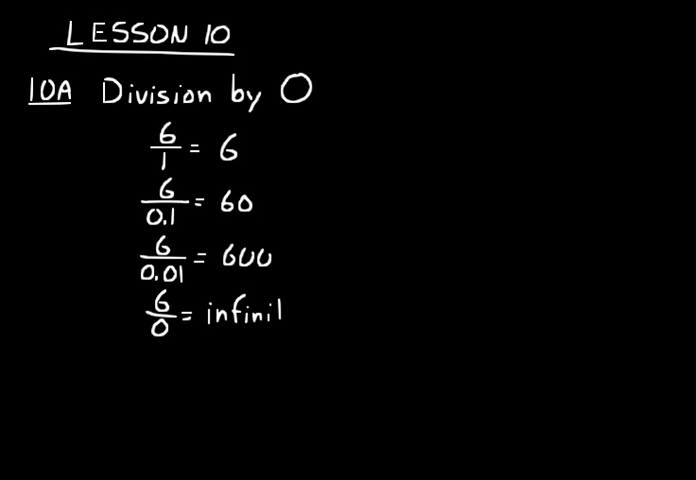 LESSON 10
10A Division by 0
6/1 = 6
6/0.1 = 60
6/0.01 = 600
6/0 = infinil